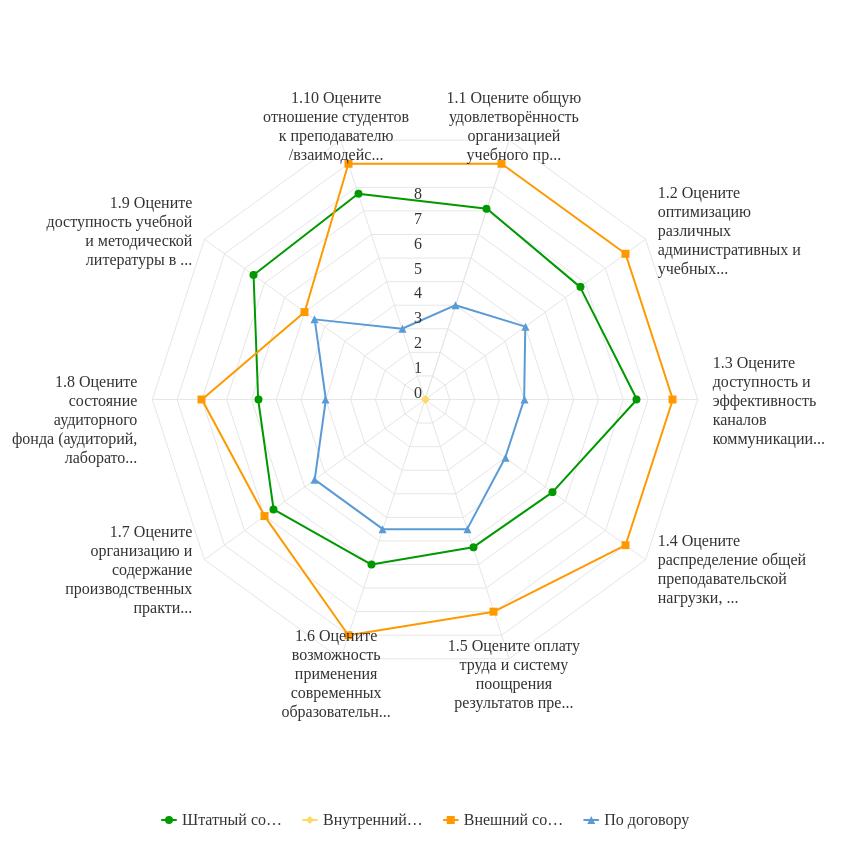 1.10 Оцените
отношение студентов
к преподавателю
/взаимодейс...
1.1 Оцените общую
удовлетворённость
организацией
учебного пр...
1.9 Оцените
доступность учебной
и методической
литературы в ...
1.2 Оцените
оптимизацию
различных
административных и
учебных...
8
7
6
5
4
3
2
1
0
1.8 Оцените
состояние
аудиторного
фонда (аудиторий,
лаборато...
1.3 Оцените
доступность и
эффективность
каналов
коммуникации...
1.7 Оцените
организацию и
содержание
производственных
практи...
1.4 Оцените
распределение общей
преподавательской
нагрузки, ...
1.6 Оцените
возможность
применения
современных
образовательн...
1.5 Оцените оплату
труда и систему
поощрения
результатов пре...
Штатный со… Внутренний… Внешний со… По договору